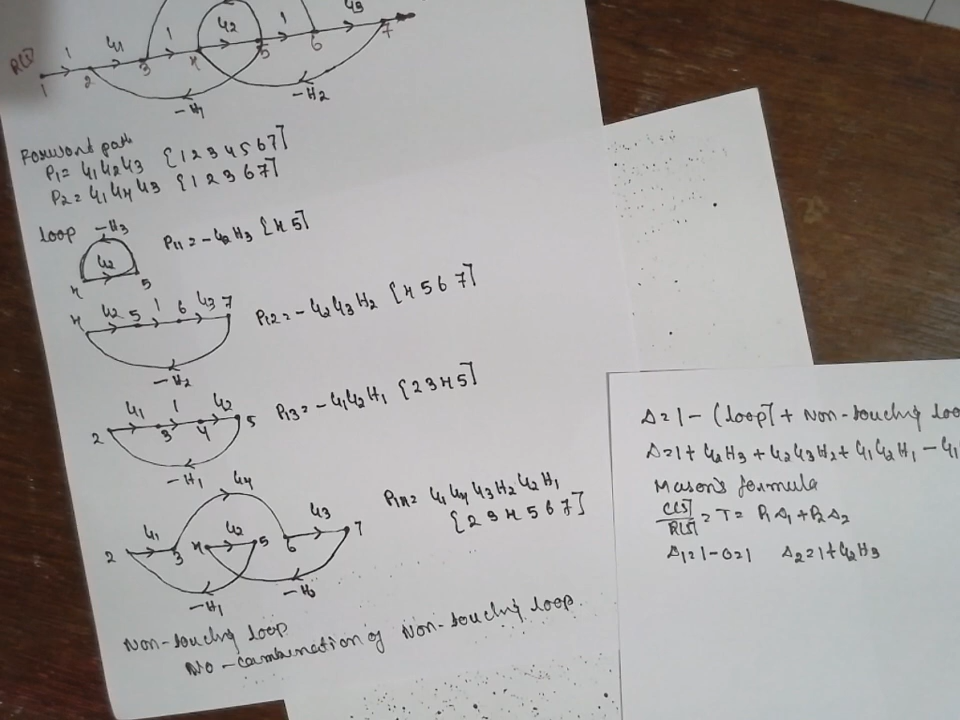 R(S) 1 G1 1 G2 1 G3
1 2 3 4 5 6 7
-H1 -H2
Forward path
P1 = G1G2G3 {1 2 3 4 5 6 7}
P2 = G1G4G3 {1 2 3 6 7}
loop -H3
G2 P11 = -G2H3 {4 5}
4 5
4 G2 5 1 6 G3 7 P12 = -G2G3H2 {4 5 6 7}
-H2
G1 1 G2 P13 = -G1G2H1 {2 3 4 5}
2 3 4 5
-H1
G4
G1 G2 G3 P14 = G1G4G3H2G2H1
2 3 4 5 6 7 {2 3 4 5 6 7}
-H1 -H2
Non-touching loop
No-combination of Non-touching loop.
Δ=1-(loop)+Non-touching loo
Δ=1+G2H3+G2G3H2+G1G2H1-G1
Mason's formula
C(S)/R(S) = T = P1Δ1+P2Δ2
Δ1=1-0=1 Δ2=1+G2H3